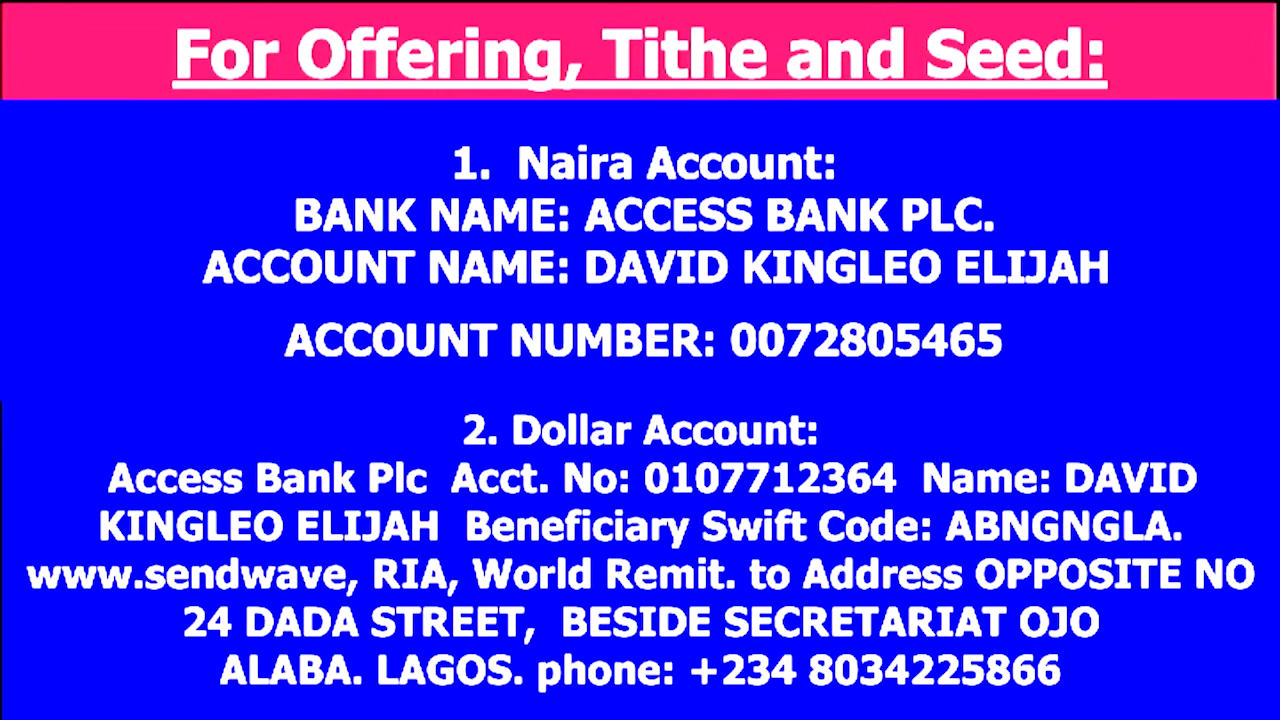 For Offering, Tithe and Seed:
1. Naira Account:
BANK NAME: ACCESS BANK PLC.
ACCOUNT NAME: DAVID KINGLEO ELIJAH
ACCOUNT NUMBER: 0072805465
2. Dollar Account:
Access Bank Plc Acct. No: 0107712364 Name: DAVID
KINGLEO ELIJAH Beneficiary Swift Code: ABNGNGLA.
www.sendwave, RIA, World Remit. to Address OPPOSITE NO
24 DADA STREET, BESIDE SECRETARIAT OJO
ALABA. LAGOS. phone: +234 8034225866